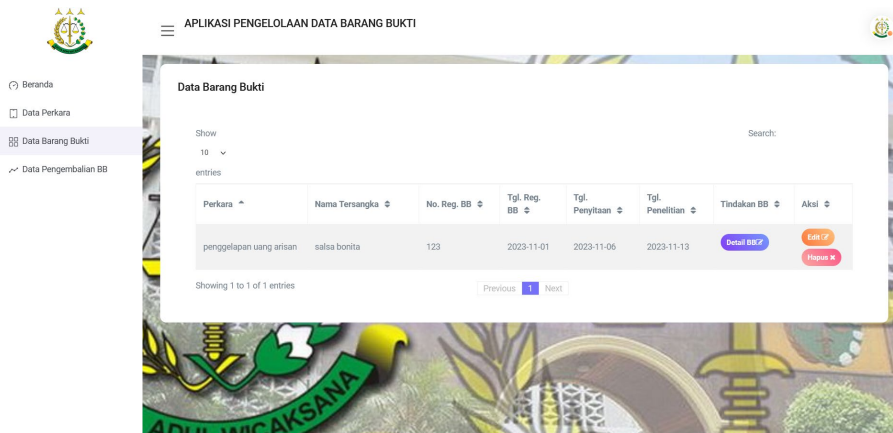 APLIKASI PENGELOLAAN DATA BARANG BUKTI
Beranda
Data Perkara
Data Barang Bukti
Data Pengembalian BB
Data Barang Bukti
Show
10
entries
Search:
Perkara
Nama Tersangka
No. Reg. BB
Tgl. Reg.
BB
Tgl.
Penyitaan
Tgl.
Penelitian
Tindakan BB
Aksi
penggelapan uang arisan
salsa bonita
123
2023-11-01
2023-11-06
2023-11-13
Detail BB
Edit
Hapus
Showing 1 to 1 of 1 entries
Previous 1 Next
WICAKSANA